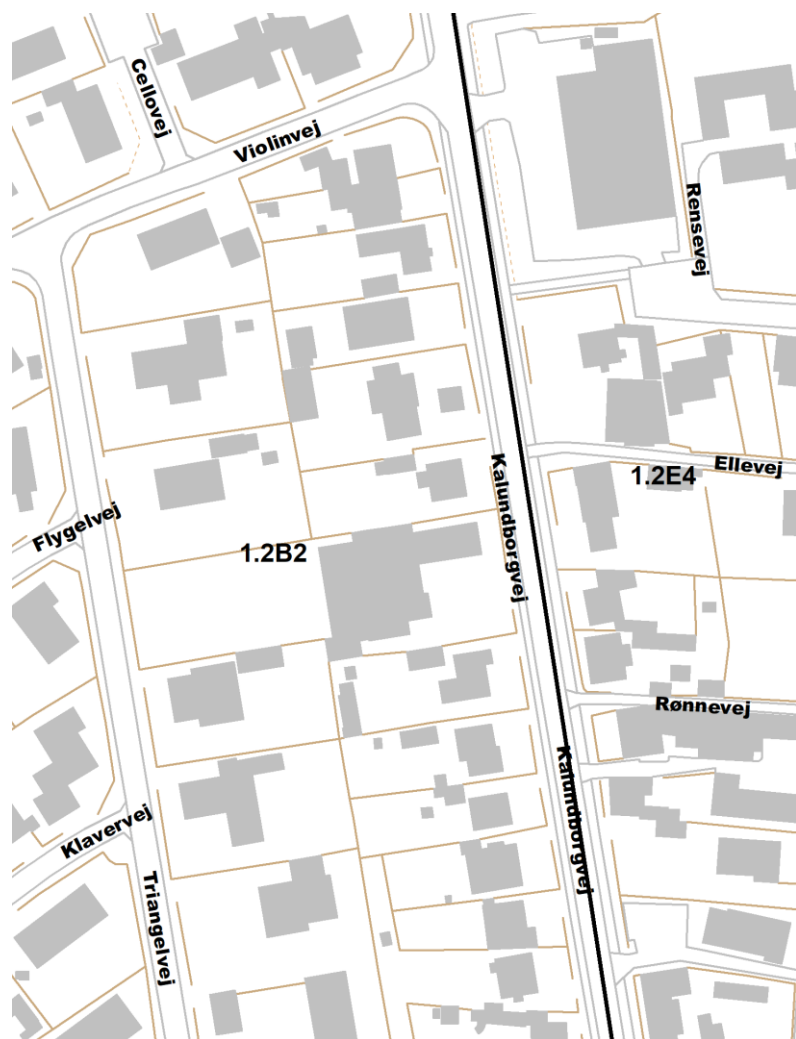 Cellovej
Violinvej
Rensevej
Ellevej
1.2E4
Kalundborgvej
Flygelvej
1.2B2
Rønnevej
Kalundborgvej
Klavervej
Triangelvej